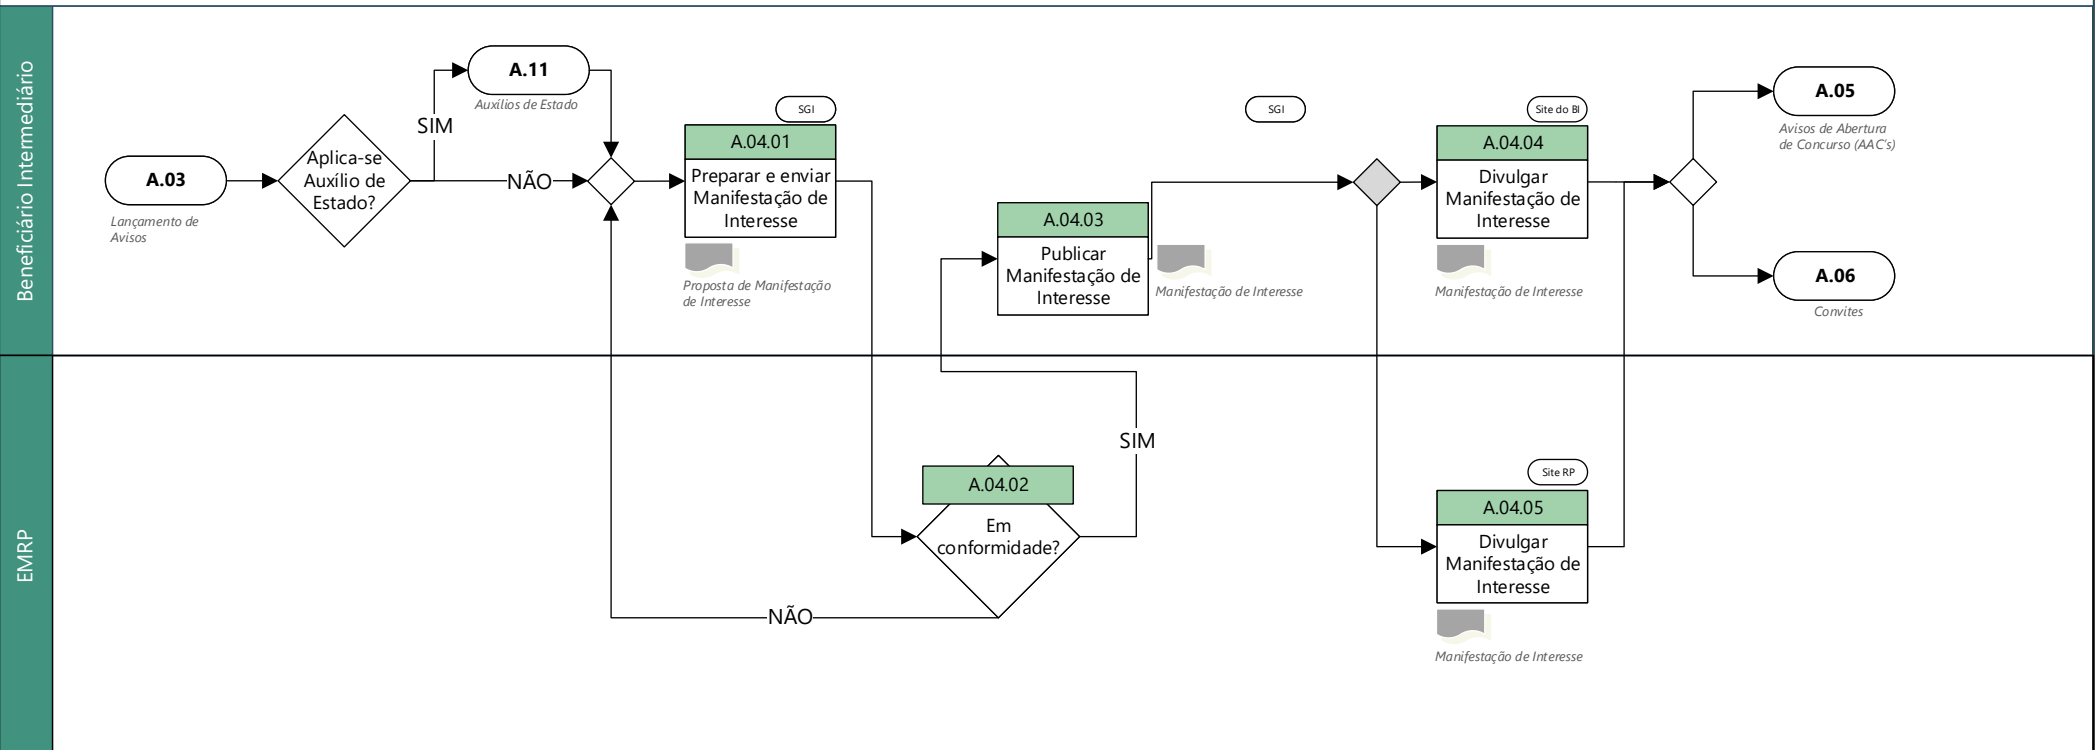 Beneficiário Intermediário
A.03
Lançamento de
Avisos
Aplica-se
Auxílio de
Estado?
SIM
NÃO
A.11
Auxílios de Estado
SGI
A.04.01
Preparar e enviar
Manifestação de
Interesse
Proposta de Manifestação
de Interesse
A.04.03
Publicar
Manifestação de
Interesse
Manifestação de Interesse
SGI
Site do BI
A.04.04
Divulgar
Manifestação de
Interesse
Manifestação de Interesse
A.05
Avisos de Abertura
de Concurso (AAC's)
A.06
Convites
EMRP
A.04.02
Em
conformidade?
SIM
NÃO
Site RP
A.04.05
Divulgar
Manifestação de
Interesse
Manifestação de Interesse